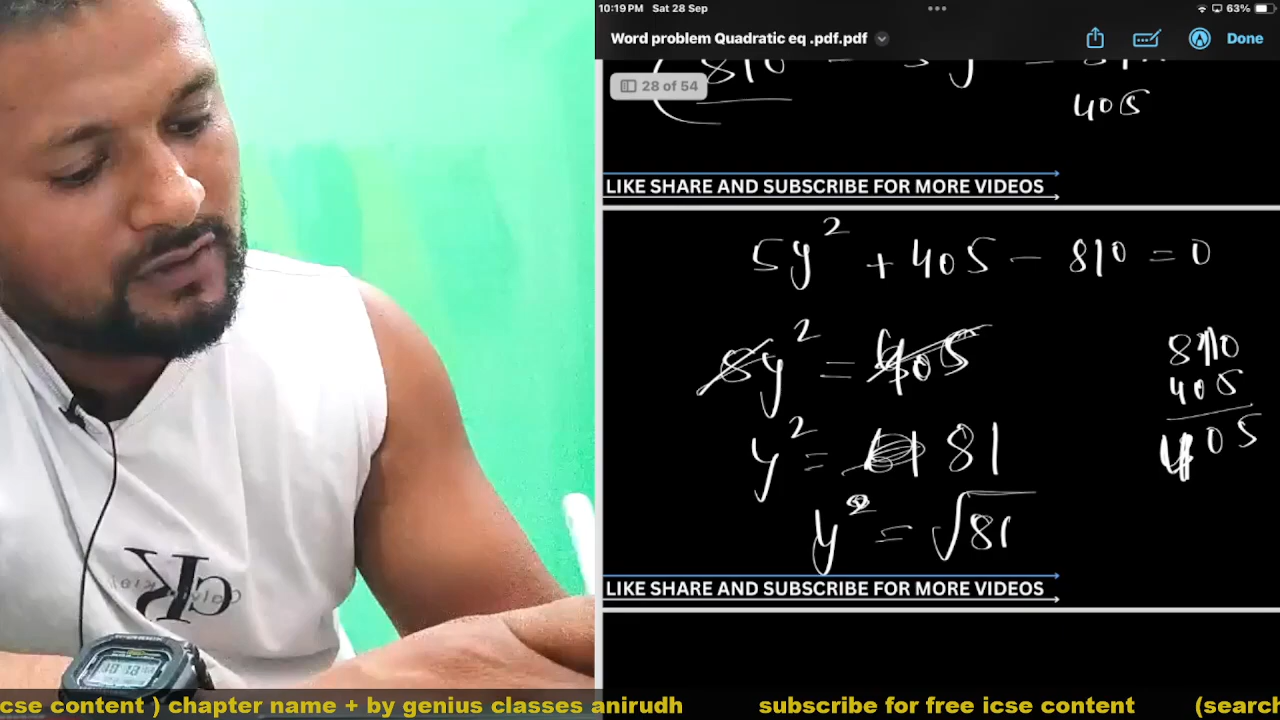 10:19 PM Sat 28 Sep
63%
Word problem Quadratic eq .pdf.pdf
Done
28 of 54
405
LIKE SHARE AND SUBSCRIBE FOR MORE VIDEOS
5y² + 405 - 810 = 0
5y² = 405
810
405
405
y² = 81
y = √81
LIKE SHARE AND SUBSCRIBE FOR MORE VIDEOS
CK
cse content ) chapter name + by genius classes anirudh subscribe for free icse content (search